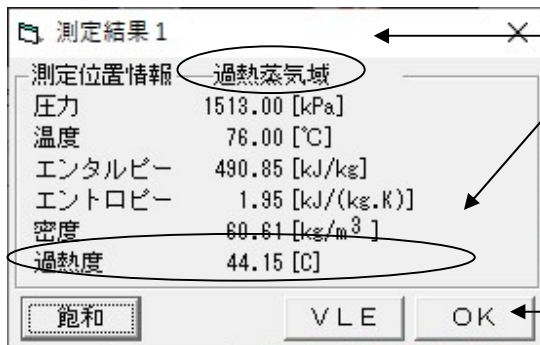 測定結果1
測定位置情報 過熱蒸気域
圧力 1513.00 [kPa]
温度 76.00 [℃]
エンタルピー 490.85 [kJ/kg]
エントロピー 1.95 [kJ/(kg.K)]
密度 60.61 [kg/m³ ]
過熱度 44.15 [C]
飽和 VLE OK